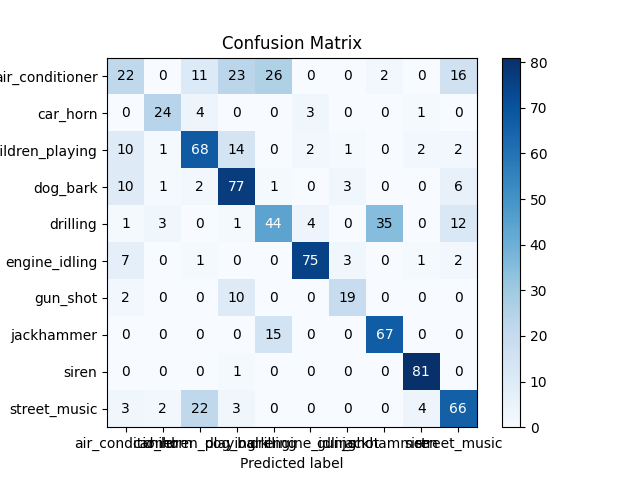 Confusion Matrix
air_conditioner 22 0 11 23 26 0 0 2 0 16
car_horn 0 24 4 0 0 3 0 0 1 0
ildren_playing 10 1 68 14 0 2 1 0 2 2
dog_bark 10 1 2 77 1 0 3 0 0 6
drilling 1 3 0 1 44 4 0 35 0 12
engine_idling 7 0 1 0 0 75 3 0 1 2
gun_shot 2 0 0 10 0 0 19 0 0 0
jackhammer 0 0 0 0 15 0 0 67 0 0
siren 0 0 0 1 0 0 0 0 81 0
street_music 3 2 22 3 0 0 0 0 4 66
80
70
60
50
40
30
20
10
0
street_music
Predicted label